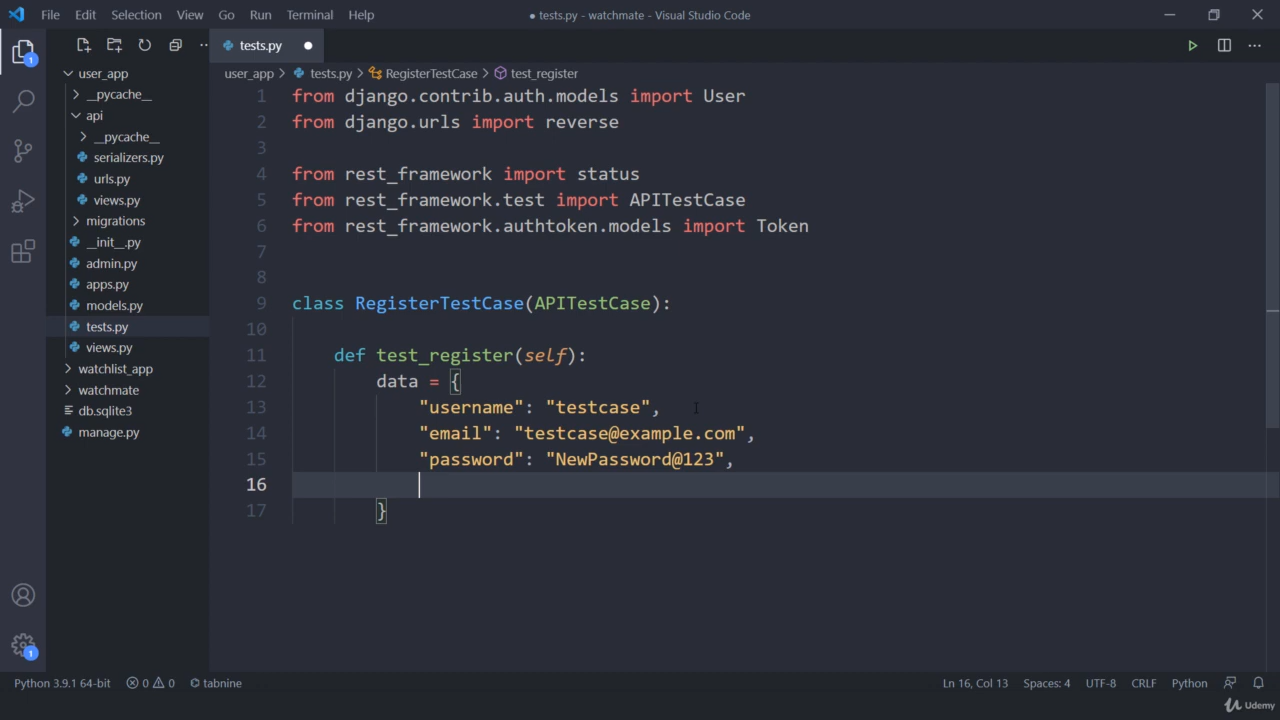 File Edit Selection View Go Run Terminal Help
● tests.py - watchmate - Visual Studio Code
tests.py
user_app
__pycache__
api
__pycache__
serializers.py
urls.py
views.py
migrations
__init__.py
admin.py
apps.py
models.py
tests.py
views.py
watchlist_app
watchmate
db.sqlite3
manage.py
1
1
user_app > tests.py > RegisterTestCase > test_register
1 from django.contrib.auth.models import User
2 from django.urls import reverse
3
4 from rest_framework import status
5 from rest_framework.test import APITestCase
6 from rest_framework.authtoken.models import Token
7
8
9 class RegisterTestCase(APITestCase):
10
11 def test_register(self):
12 data = {
13 "username": "testcase",
14 "email": "testcase@example.com",
15 "password": "NewPassword@123",
16
17 }
Python 3.9.1 64-bit 0 0 tabnine
Ln 16, Col 13 Spaces: 4 UTF-8 CRLF Python
Udemy